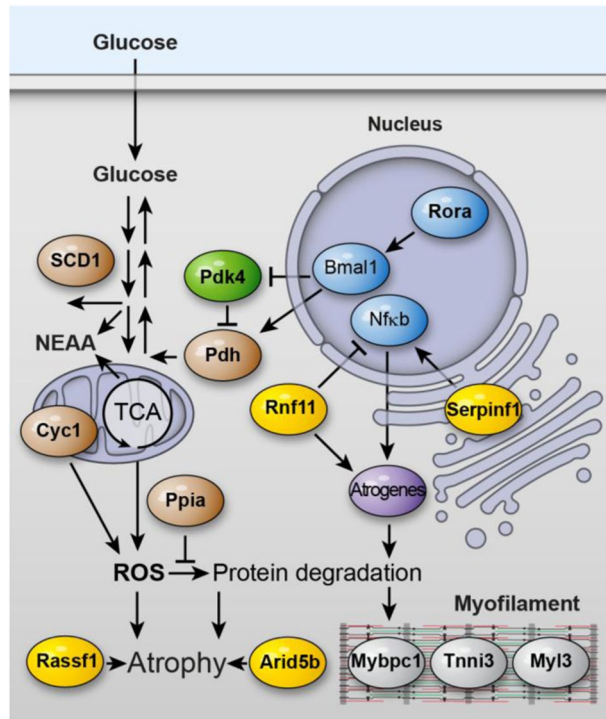 Glucose
Nucleus
Glucose
Rora
SCD1
Pdk4
Bmal1
Nfκb
NEAA
Pdh
TCA
Rnf11
Serpinf1
Cyc1
Atrogenes
Ppia
ROS
Protein degradation
Myofilament
Rassf1
Atrophy
Arid5b
Mybpc1
Tnni3
Myl3